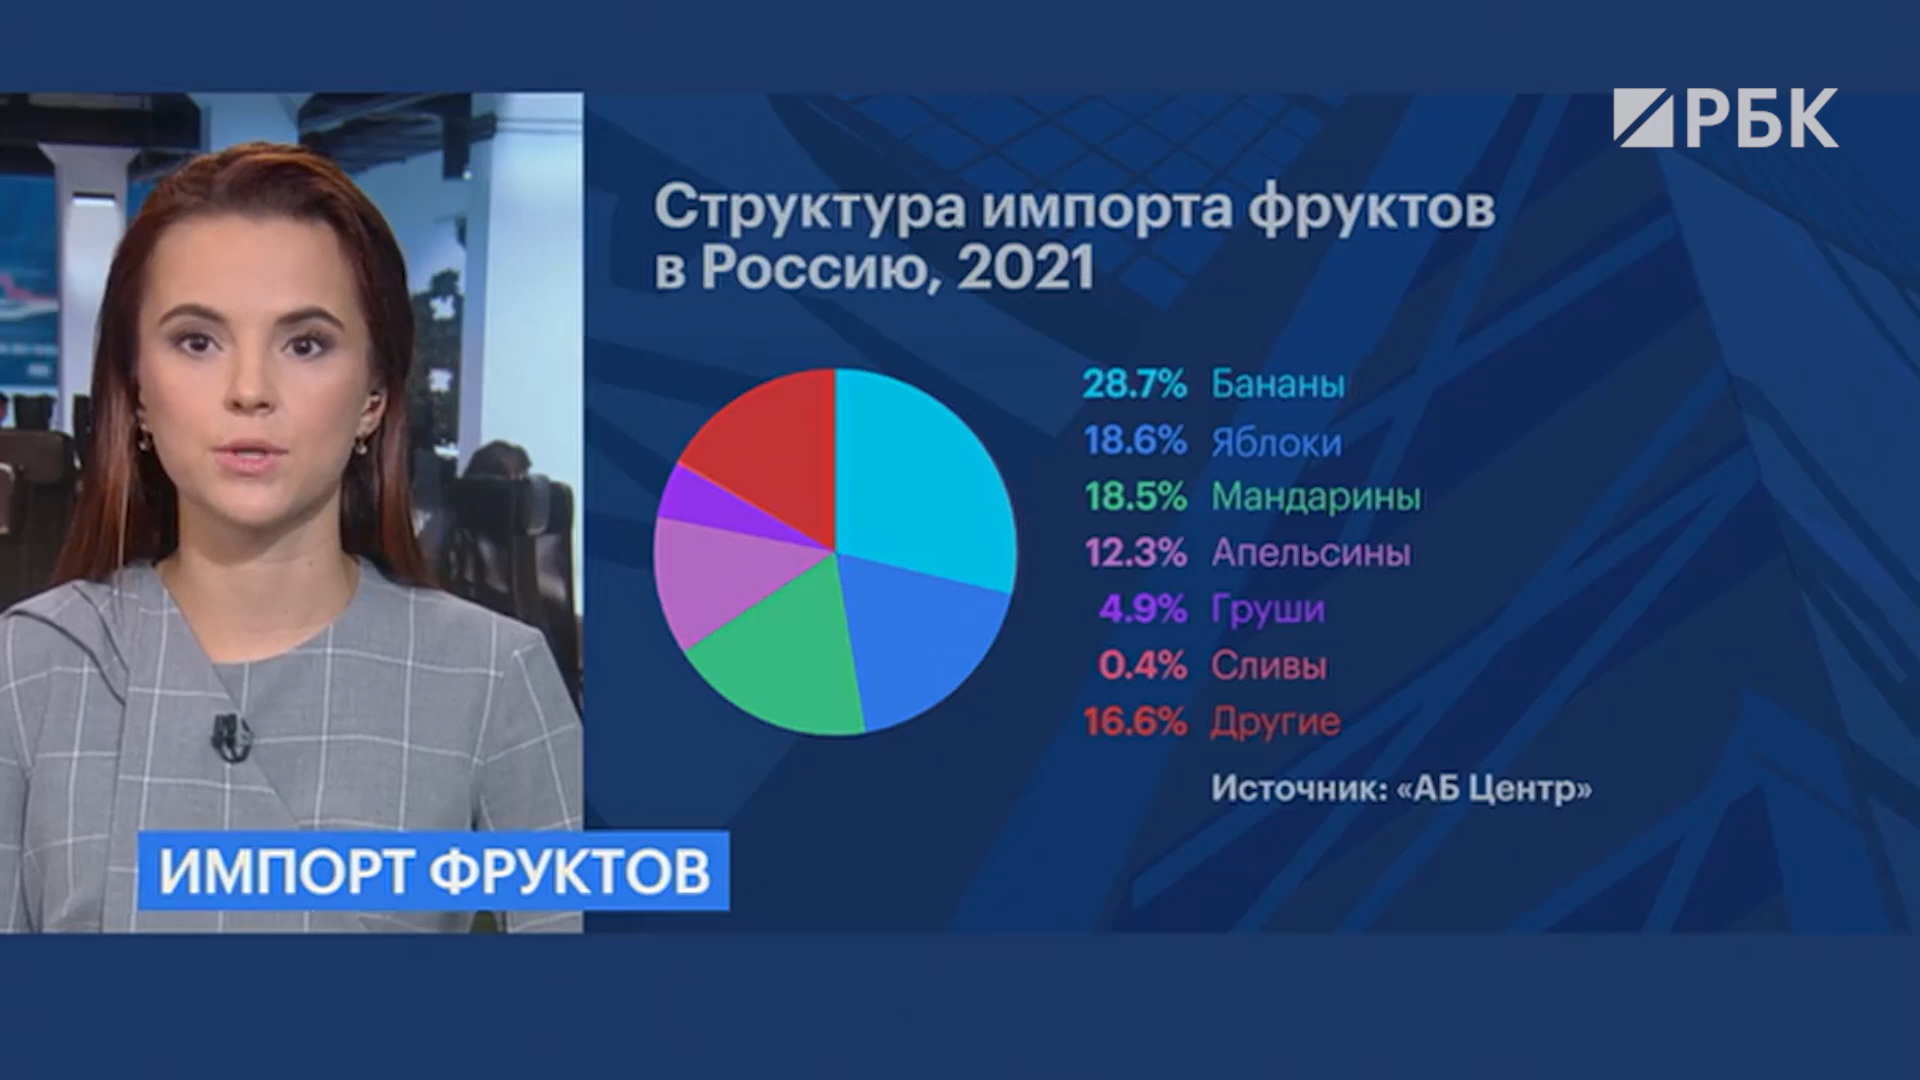 РБК
Структура импорта фруктов
в Россию, 2021
28.7% Бананы
18.6% Яблоки
18.5% Мандарины
12.3% Апельсины
4.9% Груши
0.4% Сливы
16.6% Другие
Источник: «АБ Центр»
ИМПОРТ ФРУКТОВ